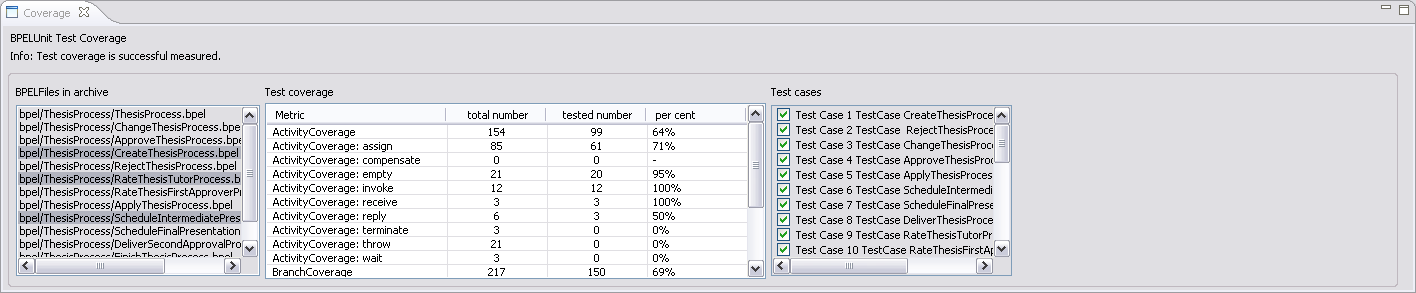 Coverage
BPELUnit Test Coverage
Info: Test coverage is successful measured.
BPELFiles in archive
bpel/ThesisProcess/ThesisProcess.bpel
bpel/ThesisProcess/ChangeThesisProcess.bpe
bpel/ThesisProcess/ApproveThesisProcess.bp
bpel/ThesisProcess/CreateThesisProcess.bpel
bpel/ThesisProcess/RejectThesisProcess.bpel
bpel/ThesisProcess/RateThesisTutorProcess.b
bpel/ThesisProcess/RateThesisFirstApproverPr
bpel/ThesisProcess/ApplyThesisProcess.bpel
bpel/ThesisProcess/ScheduleIntermediatePres
bpel/ThesisProcess/ScheduleFinalPresentation
bpel/ThesisProcess/DeliverSecondApprovalPro
bpel/ThesisProcess/FinishThesisProcess.bpel
Test coverage
Metric total number tested number per cent
ActivityCoverage 154 99 64%
ActivityCoverage: assign 85 61 71%
ActivityCoverage: compensate 0 0 -
ActivityCoverage: empty 21 20 95%
ActivityCoverage: invoke 12 12 100%
ActivityCoverage: receive 3 3 100%
ActivityCoverage: reply 6 3 50%
ActivityCoverage: terminate 3 0 0%
ActivityCoverage: throw 21 0 0%
ActivityCoverage: wait 3 0 0%
BranchCoverage 217 150 69%
Test cases
Test Case 1 TestCase CreateThesisProce
Test Case 2 TestCase  RejectThesisProce
Test Case 3 TestCase ChangeThesisProce
Test Case 4 TestCase ApproveThesisProc
Test Case 5 TestCase ApplyThesisProcess
Test Case 6 TestCase ScheduleIntermedi
Test Case 7 TestCase ScheduleFinalPrese
Test Case 8 TestCase DeliverThesisProce
Test Case 9 TestCase RateThesisTutorPr
Test Case 10 TestCase RateThesisFirstAp